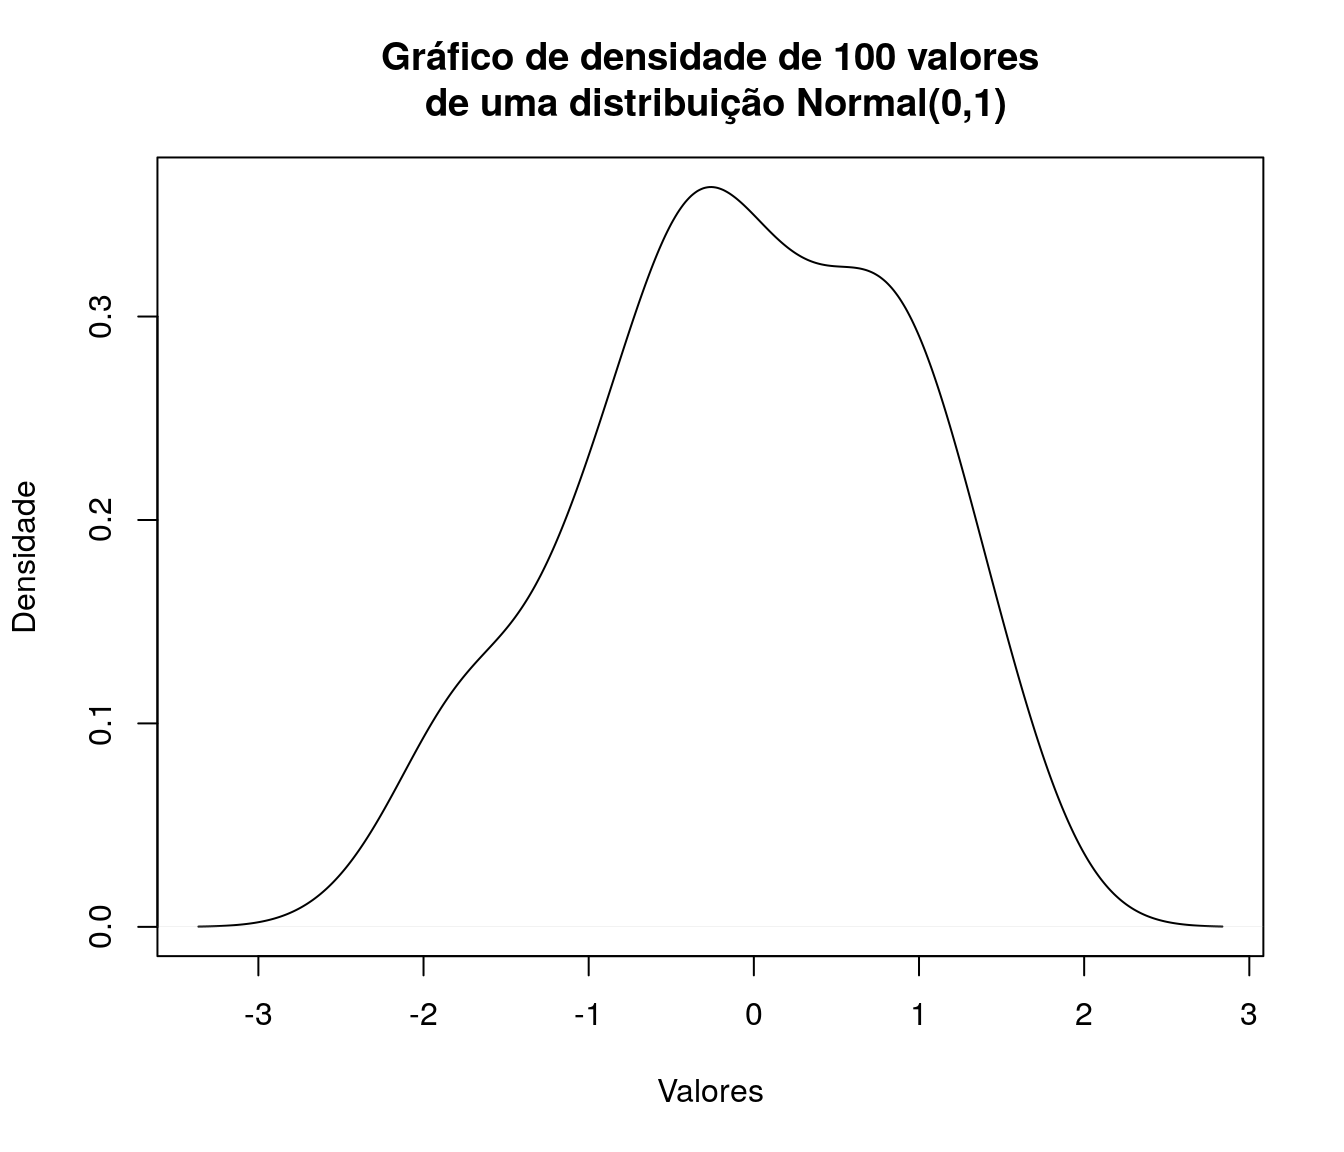 Gráfico de densidade de 100 valores
de uma distribuição Normal(0,1)
Densidade
0.3
0.2
0.1
0.0
-3 -2 -1 0 1 2 3
Valores